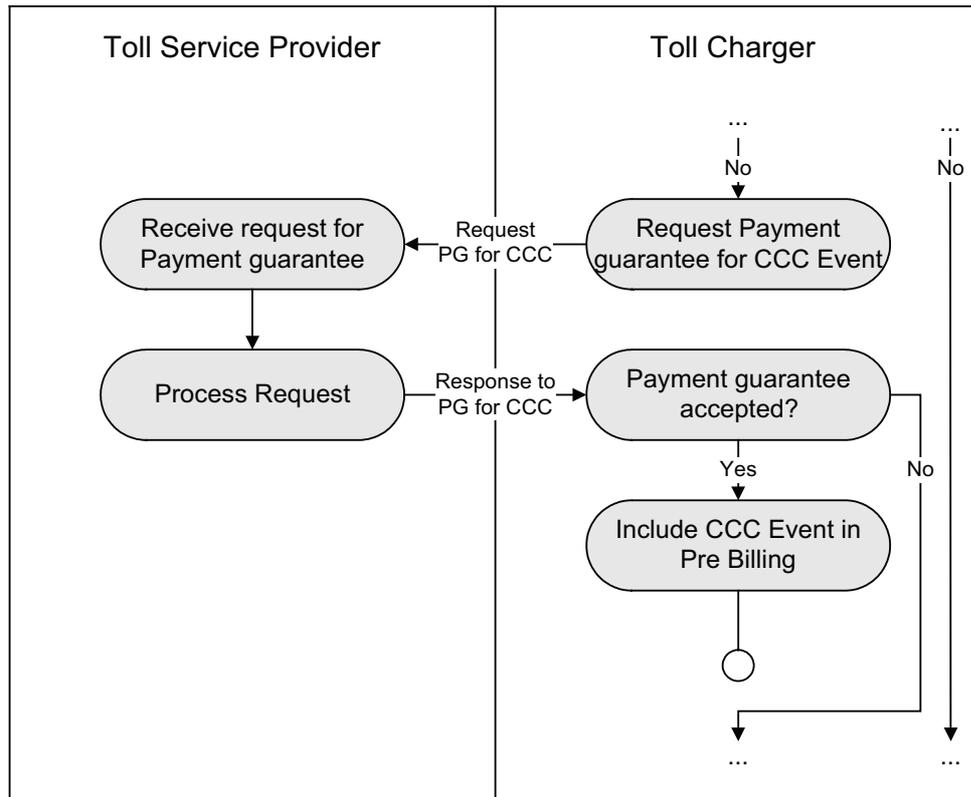 Toll Service Provider
Toll Charger
...
...
No
No
Receive request for
Payment guarantee
Request
PG for CCC
Request Payment
guarantee for CCC Event
Process Request
Response to
PG for CCC
Payment guarantee
accepted?
Yes
No
Include CCC Event in
Pre Billing
...
...